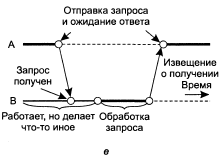 Отправка запроса
и ожидание ответа
A
Запрос
получен
Извещение
о получении
Время
B
Работает, но делает
что-то иное
Обработка
запроса
е